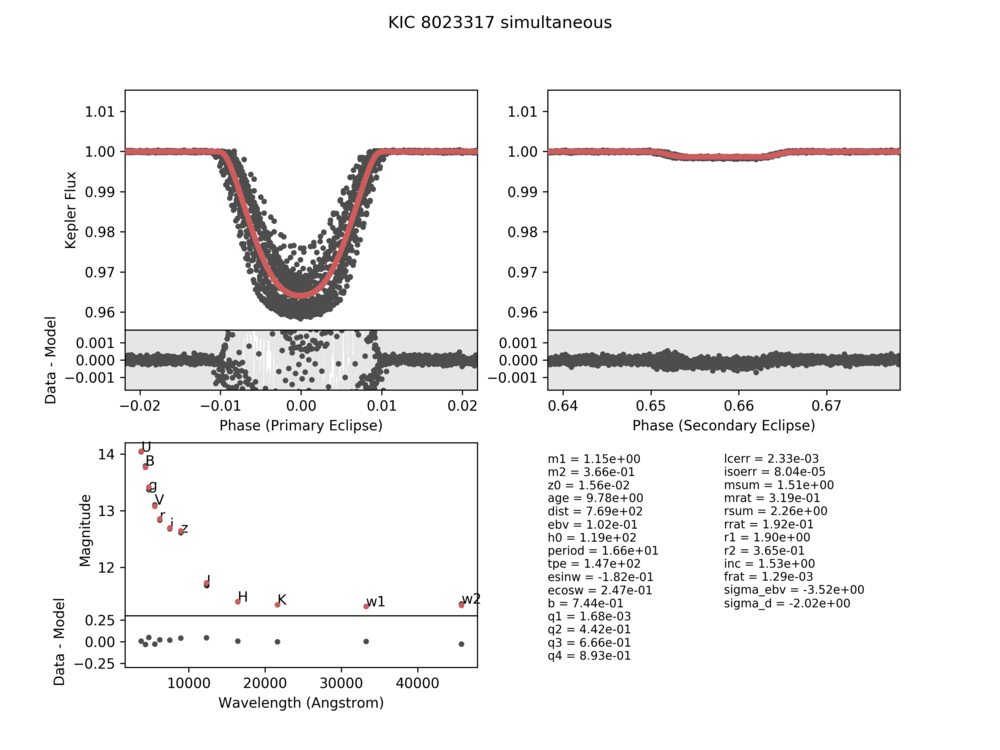 KIC 8023317 simultaneous
1.01
1.00
0.99
0.98
0.97
0.96
Kepler Flux
0.001
0.000
−0.001
Data - Model
−0.02
−0.01
0.00
0.01
0.02
Phase (Primary Eclipse)
1.01
1.00
0.99
0.98
0.97
0.96
0.001
0.000
−0.001
0.64
0.65
0.66
0.67
Phase (Secondary Eclipse)
14
13
12
Magnitude
U
B
g
V
r
i
z
J
H
K
w1
w2
0.25
0.00
−0.25
Data - Model
10000
20000
30000
40000
Wavelength (Angstrom)
m1 = 1.15e+00
m2 = 3.66e-01
z0 = 1.56e-02
age = 9.78e+00
dist = 7.69e+02
ebv = 1.02e-01
h0 = 1.19e+02
period = 1.66e+01
tpe = 1.47e+02
esinw = -1.82e-01
ecosw = 2.47e-01
b = 7.44e-01
q1 = 1.68e-03
q2 = 4.42e-01
q3 = 6.66e-01
q4 = 8.93e-01
lcerr = 2.33e-03
isoerr = 8.04e-05
msum = 1.51e+00
mrat = 3.19e-01
rsum = 2.26e+00
rrat = 1.92e-01
r1 = 1.90e+00
r2 = 3.65e-01
inc = 1.53e+00
frat = 1.29e-03
sigma_ebv = -3.52e+00
sigma_d = -2.02e+00